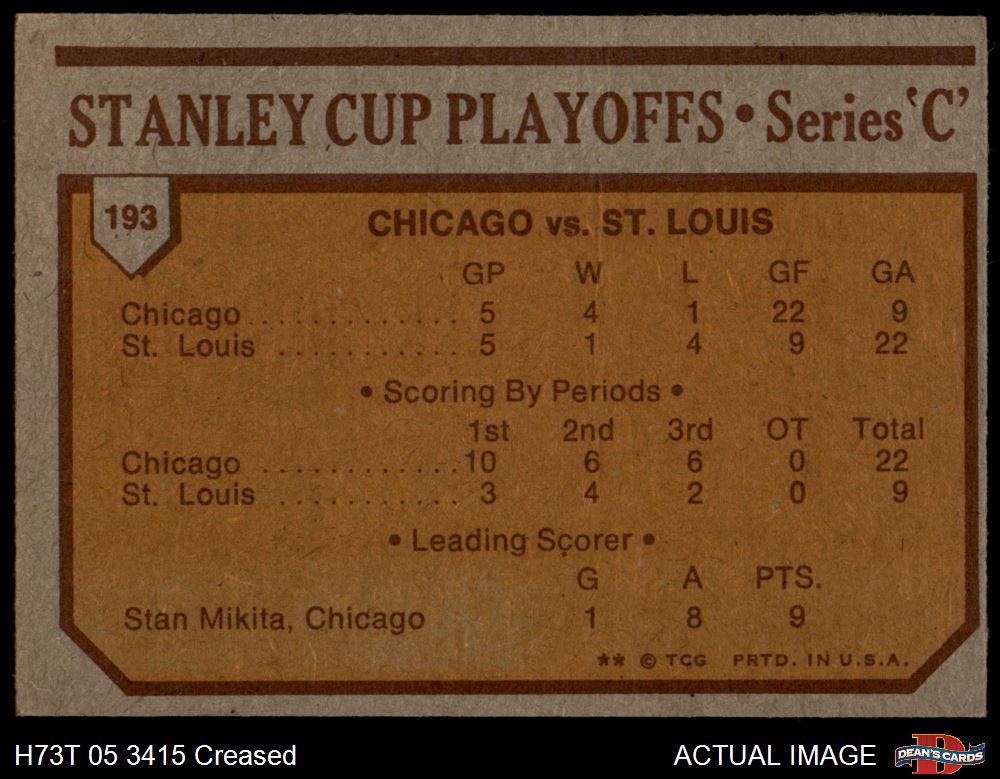 STANLEY CUP PLAYOFFS • Series 'C'
193
CHICAGO vs. ST. LOUIS
GP W L GF GA
Chicago ............. 5 4 1 22 9
St. Louis ........... 5 1 4 9 22
• Scoring By Periods •
1st 2nd 3rd OT Total
Chicago ............. 10 6 6 0 22
St. Louis ........... 3 4 2 0 9
• Leading Scorer •
G A PTS.
Stan Mikita, Chicago 1 8 9
** © TCG PRTD. IN U.S.A.
H73T 05 3415 Creased ACTUAL IMAGE DEAN'S CARDS